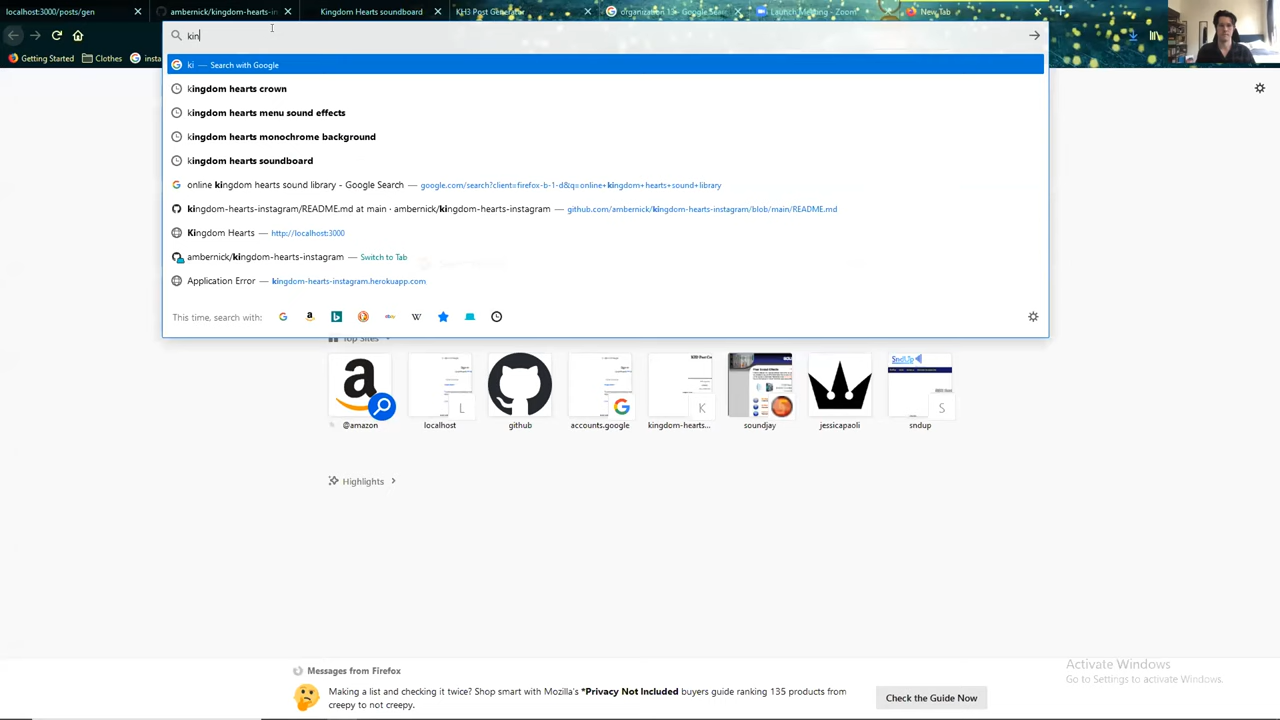 localhost:3000/posts/gen
ambernick/kingdom-hearts-in
Kingdom Hearts soundboard
KH3 Post Generator
organization 13 - Google Sear
Launch Meeting - Zoom
New Tab
kin
Getting Started
Clothes
insta
ki — Search with Google
kingdom hearts crown
kingdom hearts menu sound effects
kingdom hearts monochrome background
kingdom hearts soundboard
online kingdom hearts sound library - Google Search — google.com/search?client=firefox-b-1-d&q=online+kingdom+hearts+sound+library
kingdom-hearts-instagram/README.md at main · ambernick/kingdom-hearts-instagram — github.com/ambernick/kingdom-hearts-instagram/blob/main/README.md
Kingdom Hearts — http://localhost:3000
ambernick/kingdom-hearts-instagram — Switch to Tab
Application Error — kingdom-hearts-instagram.herokuapp.com
This time, search with:
Top Sites
@amazon
localhost
github
accounts.google
kingdom-hearts...
soundjay
jessicapaoli
sndup
Highlights
Messages from Firefox
Making a list and checking it twice? Shop smart with Mozilla's *Privacy Not Included buyers guide ranking 135 products from
creepy to not creepy.
Check the Guide Now
Activate Windows
Go to Settings to activate Windows.